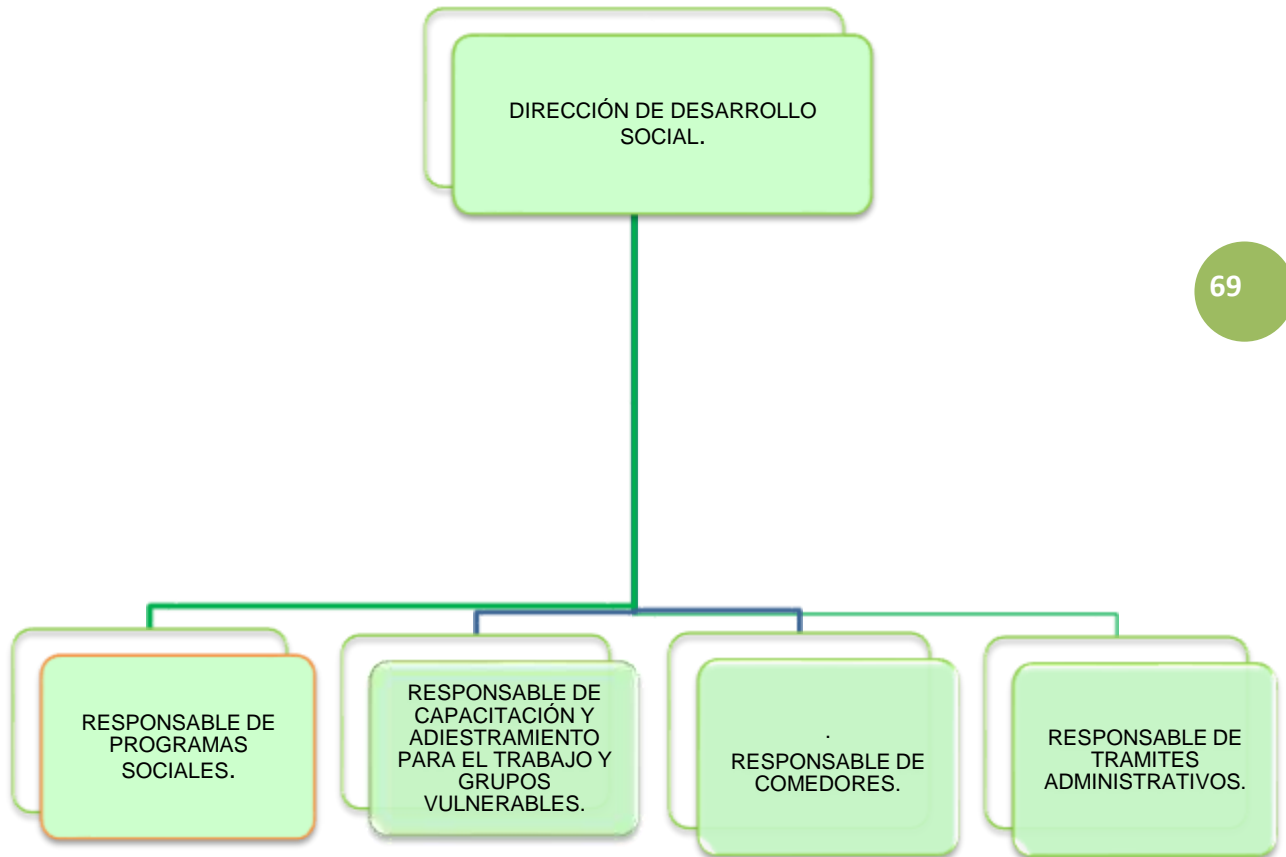 DIRECCIÓN DE DESARROLLO
SOCIAL.
69
RESPONSABLE DE
PROGRAMAS
SOCIALES.
RESPONSABLE DE
CAPACITACIÓN Y
ADIESTRAMIENTO
PARA EL TRABAJO Y
GRUPOS
VULNERABLES.
.
RESPONSABLE DE
COMEDORES.
RESPONSABLE DE
TRAMITES
ADMINISTRATIVOS.